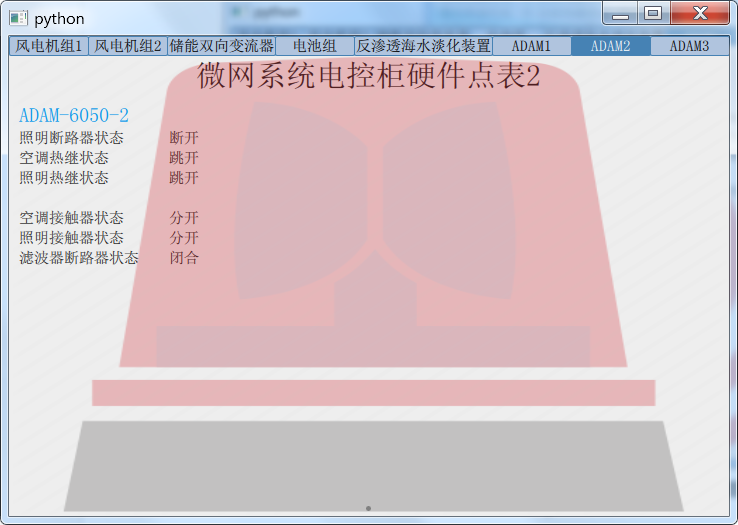 python
风电机组1 风电机组2 储能双向变流器 电池组 反渗透海水淡化装置 ADAM1 ADAM2 ADAM3
微网系统电控柜硬件点表2
ADAM-6050-2
照明断路器状态 断开
空调热继状态 跳开
照明热继状态 跳开
空调接触器状态 分开
照明接触器状态 分开
滤波器断路器状态 闭合